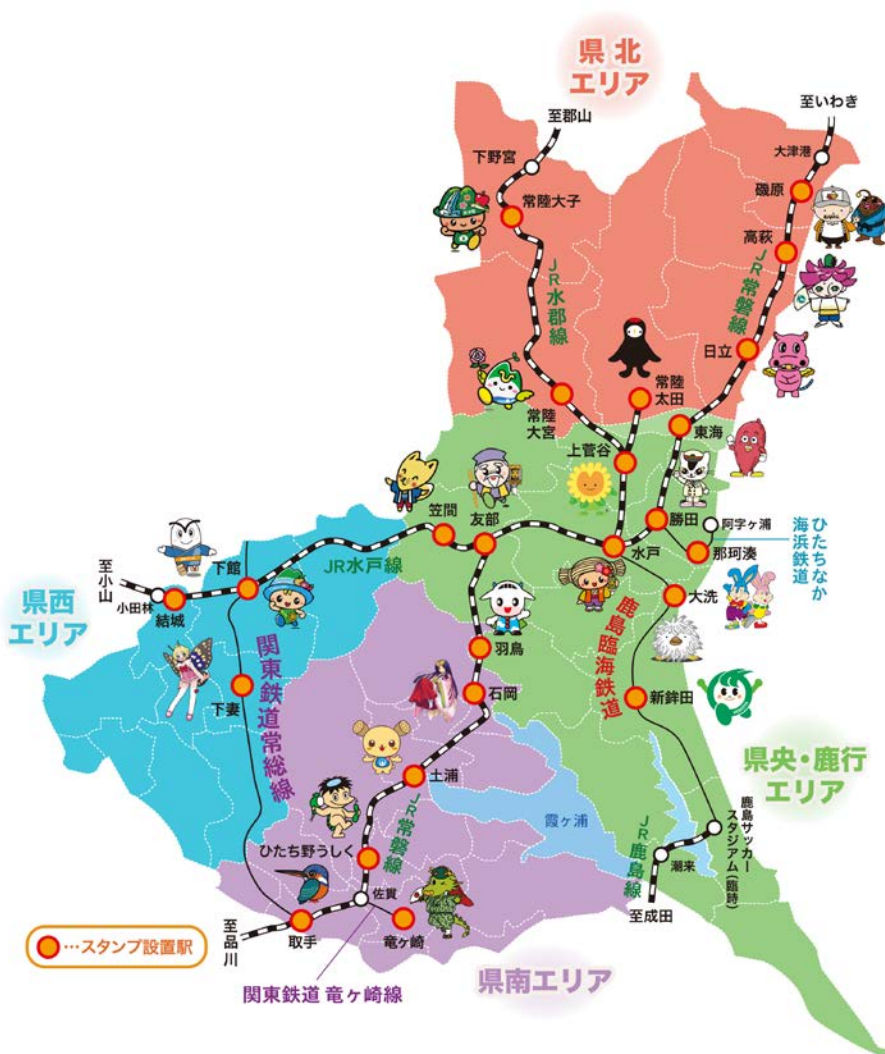 県北
エリア
至いわき
至郡山
大津港
下野宮
磯原
常陸大子
高萩
JR水郡線
JR常磐線
日立
常陸
太田
常陸
大宮
東海
上菅谷
笠間
友部
勝田
阿字ヶ浦
ひたちなか
海浜鉄道
水戸
那珂湊
JR水戸線
下館
至小山
小田林
結城
県西
エリア
大洗
鹿島臨海鉄道
羽鳥
関東鉄道常総線
石岡
新鉾田
下妻
県央・鹿行
エリア
土浦
霞ヶ浦
JR常磐線
JR鹿島線
鹿島サッカー
スタジアム(臨時)
ひたち野うしく
潮来
佐貫
至成田
至品川
取手
竜ヶ崎
…スタンプ設置駅
県南エリア
関東鉄道 竜ヶ崎線